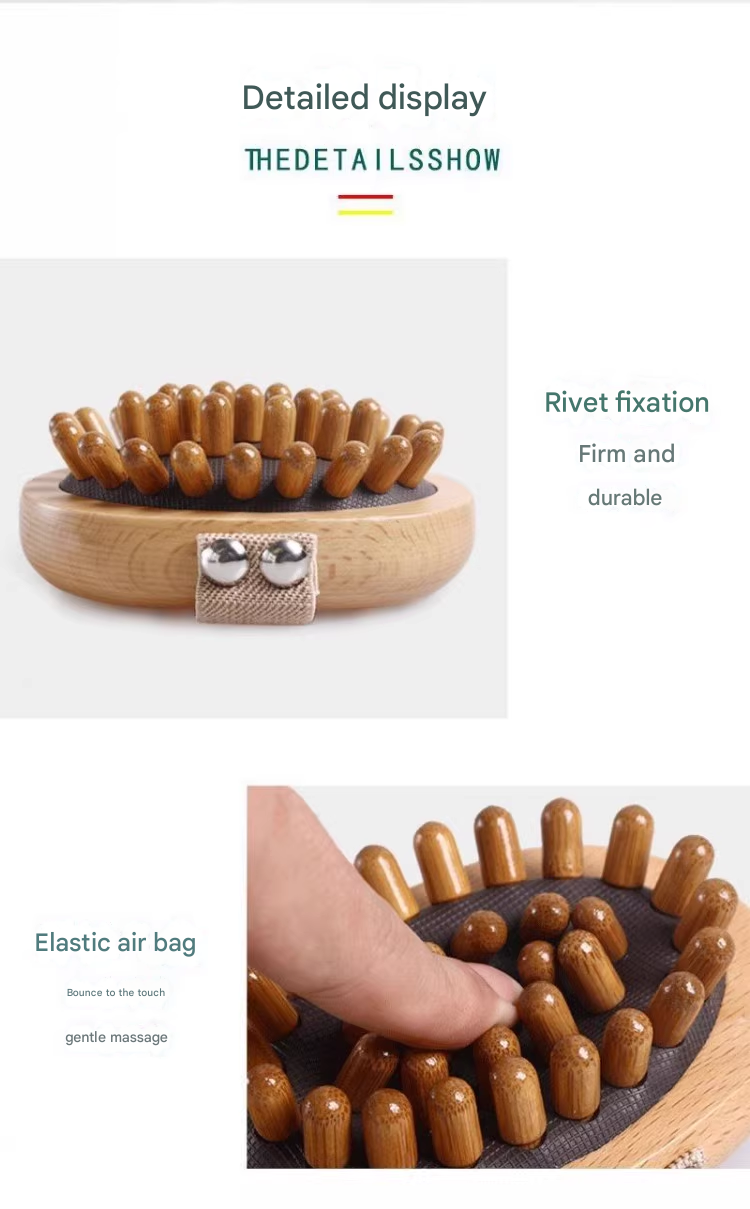 Detailed display
THEDETAILSSHOW
Rivet fixation
Firm and
durable
Elastic air bag
Bounce to the touch
gentle massage